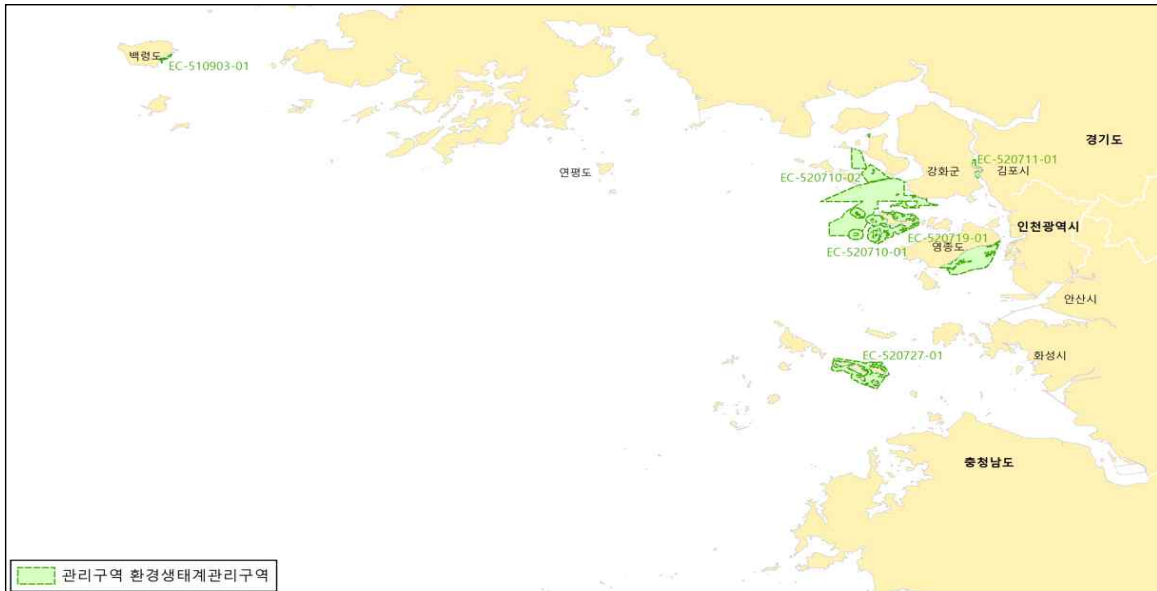 백령도
EC-510903-01
경기도
EC-520711-01
연평도
EC-520710-02
강화군
김포시
인천광역시
EC-520719-01
영종도
EC-520710-01
안산시
EC-520727-01
화성시
충청남도
관리구역 환경생태계관리구역